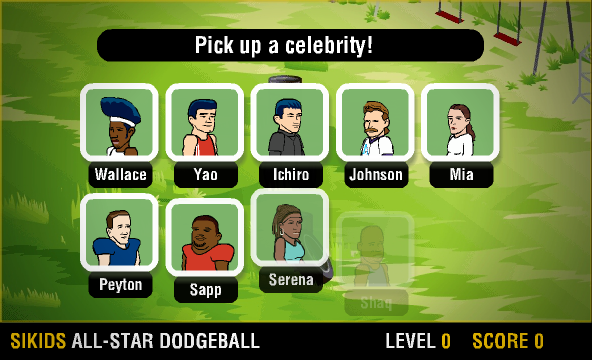 Pick up a celebrity!
Wallace Yao Ichiro Johnson Mia
Peyton Sapp Serena Shaq
SIKIDS ALL-STAR DODGEBALL LEVEL 0 SCORE 0